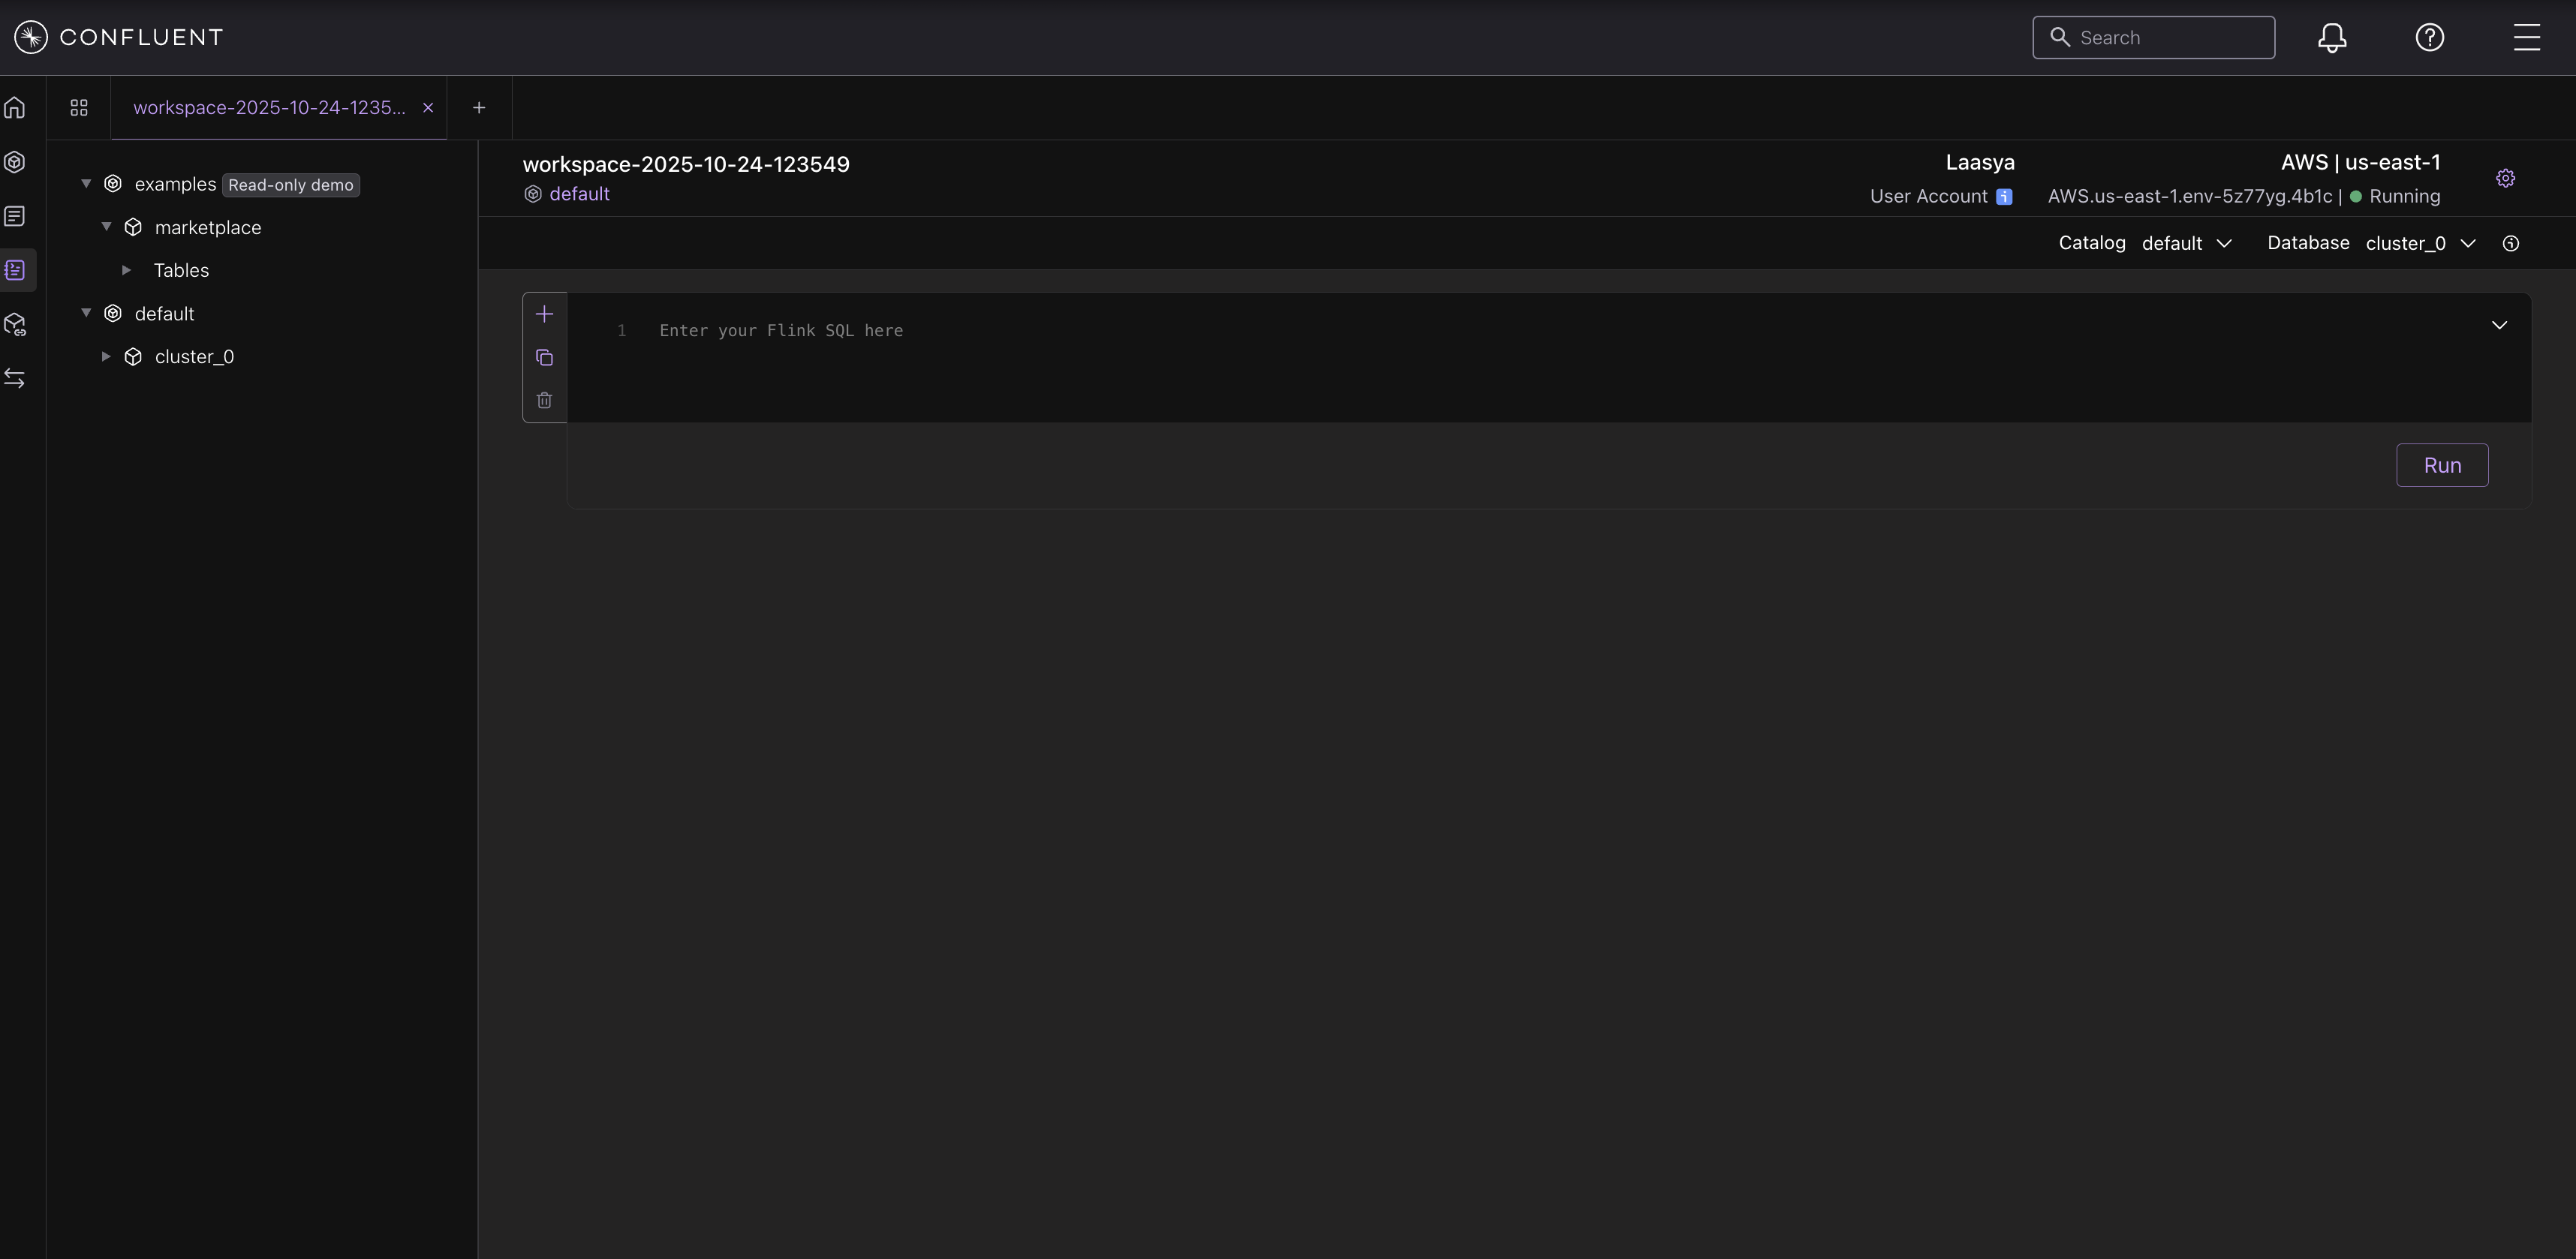 CONFLUENT
Search
workspace-2025-10-24-1235...
examples Read-only demo
marketplace
Tables
default
cluster_0
workspace-2025-10-24-123549
default
Laasya
User Account
AWS | us-east-1
AWS.us-east-1.env-5z77yg.4b1c | Running
Catalog default Database cluster_0
1 Enter your Flink SQL here
Run